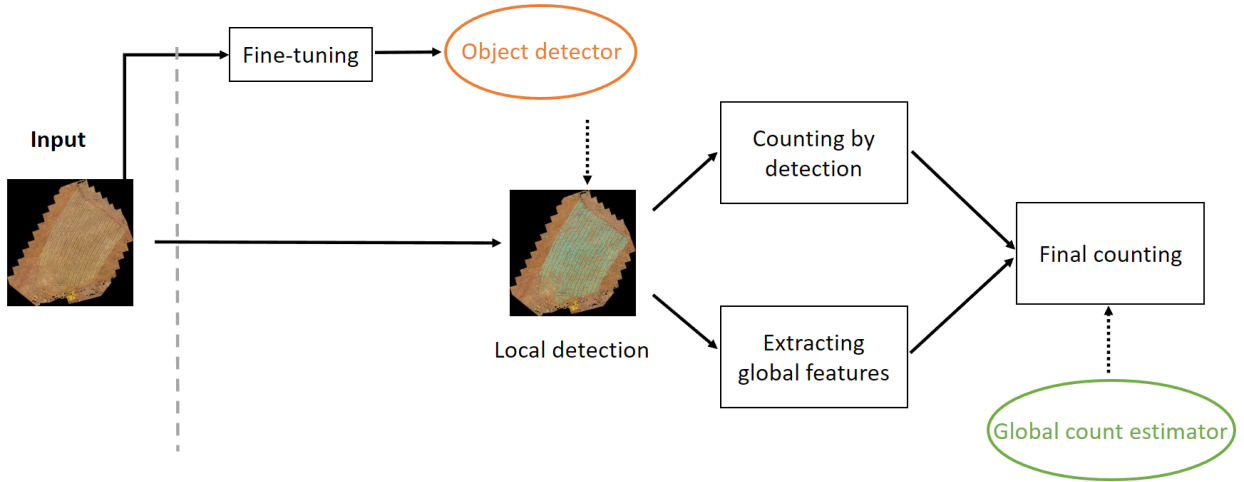 Fine-tuning
Object detector
Input
Counting by
detection
Final counting
Local detection
Extracting
global features
Global count estimator